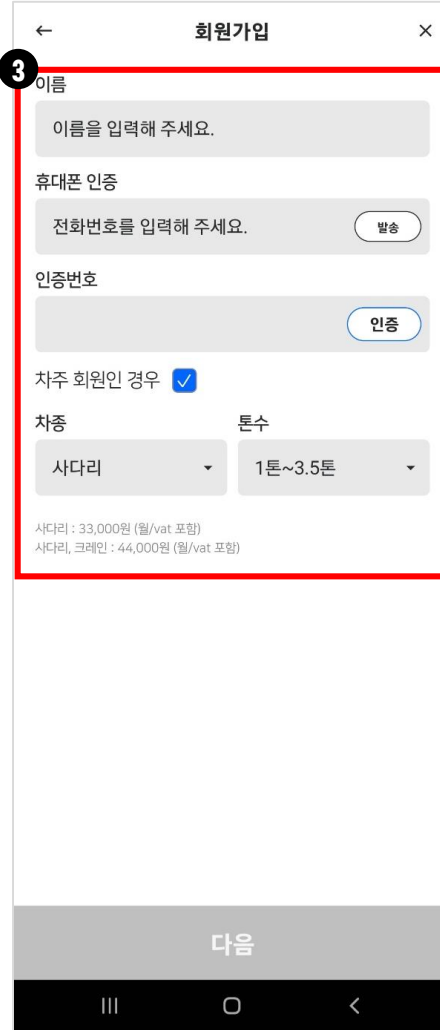 회원가입
3
이름
이름을 입력해 주세요.
휴대폰 인증
전화번호를 입력해 주세요. 발송
인증번호
인증
차주 회원인 경우
차종 톤수
사다리 1톤~3.5톤
사다리 : 33,000원 (월/vat 포함)
사다리, 크레인 : 44,000원 (월/vat 포함)
다음